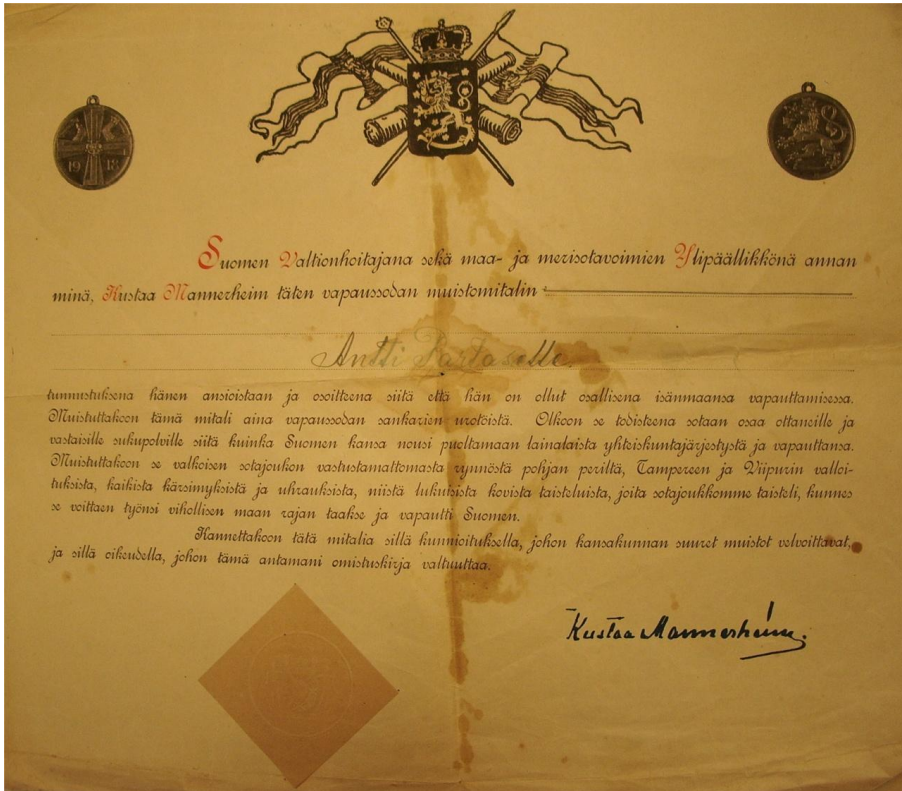 1918
Suomen Valtionhoitajana sekä maa- ja merisotavoimien Ylipäällikkönä annan
minä, Kustaa Mannerheim täten vapaussodan muistomitalin
Antti Partaselle
tunnustuksena hänen ansioistaan ja osoitteena siitä että hän on ollut osallisena isänmaansa vapauttamisessa.
Muistuttakoon tämä mitali aina vapaussodan sankarien urotöistä. Olkoon se todisteena sotaan osaa ottaneille ja
vastaisille sukupolville siitä kuinka Suomen kansa nousi puoltamaan lainalaista yhteiskuntajärjestystä ja vapauttansa.
Muistuttakoon se valkoisen sotajoukon vastustamattomasta rynnöstä pohjan periltä, Tampereen ja Viipurin valloi-
tuksista, kaikista kärsimyksistä ja uhrauksista, niistä lukuisista kovista taisteluista, joita sotajoukkomme taisteli, kunnes
se voittaen työnsi vihollisen maan rajan taakse ja vapautti Suomen.
Kannettakoon tätä mitalia sillä kunnioituksella, johon kansakunnan suuret muistot velvoittavat,
ja sillä oikeudella, johon tämä antamani omistuskirja valtuuttaa.
Kustaa Mannerheim.